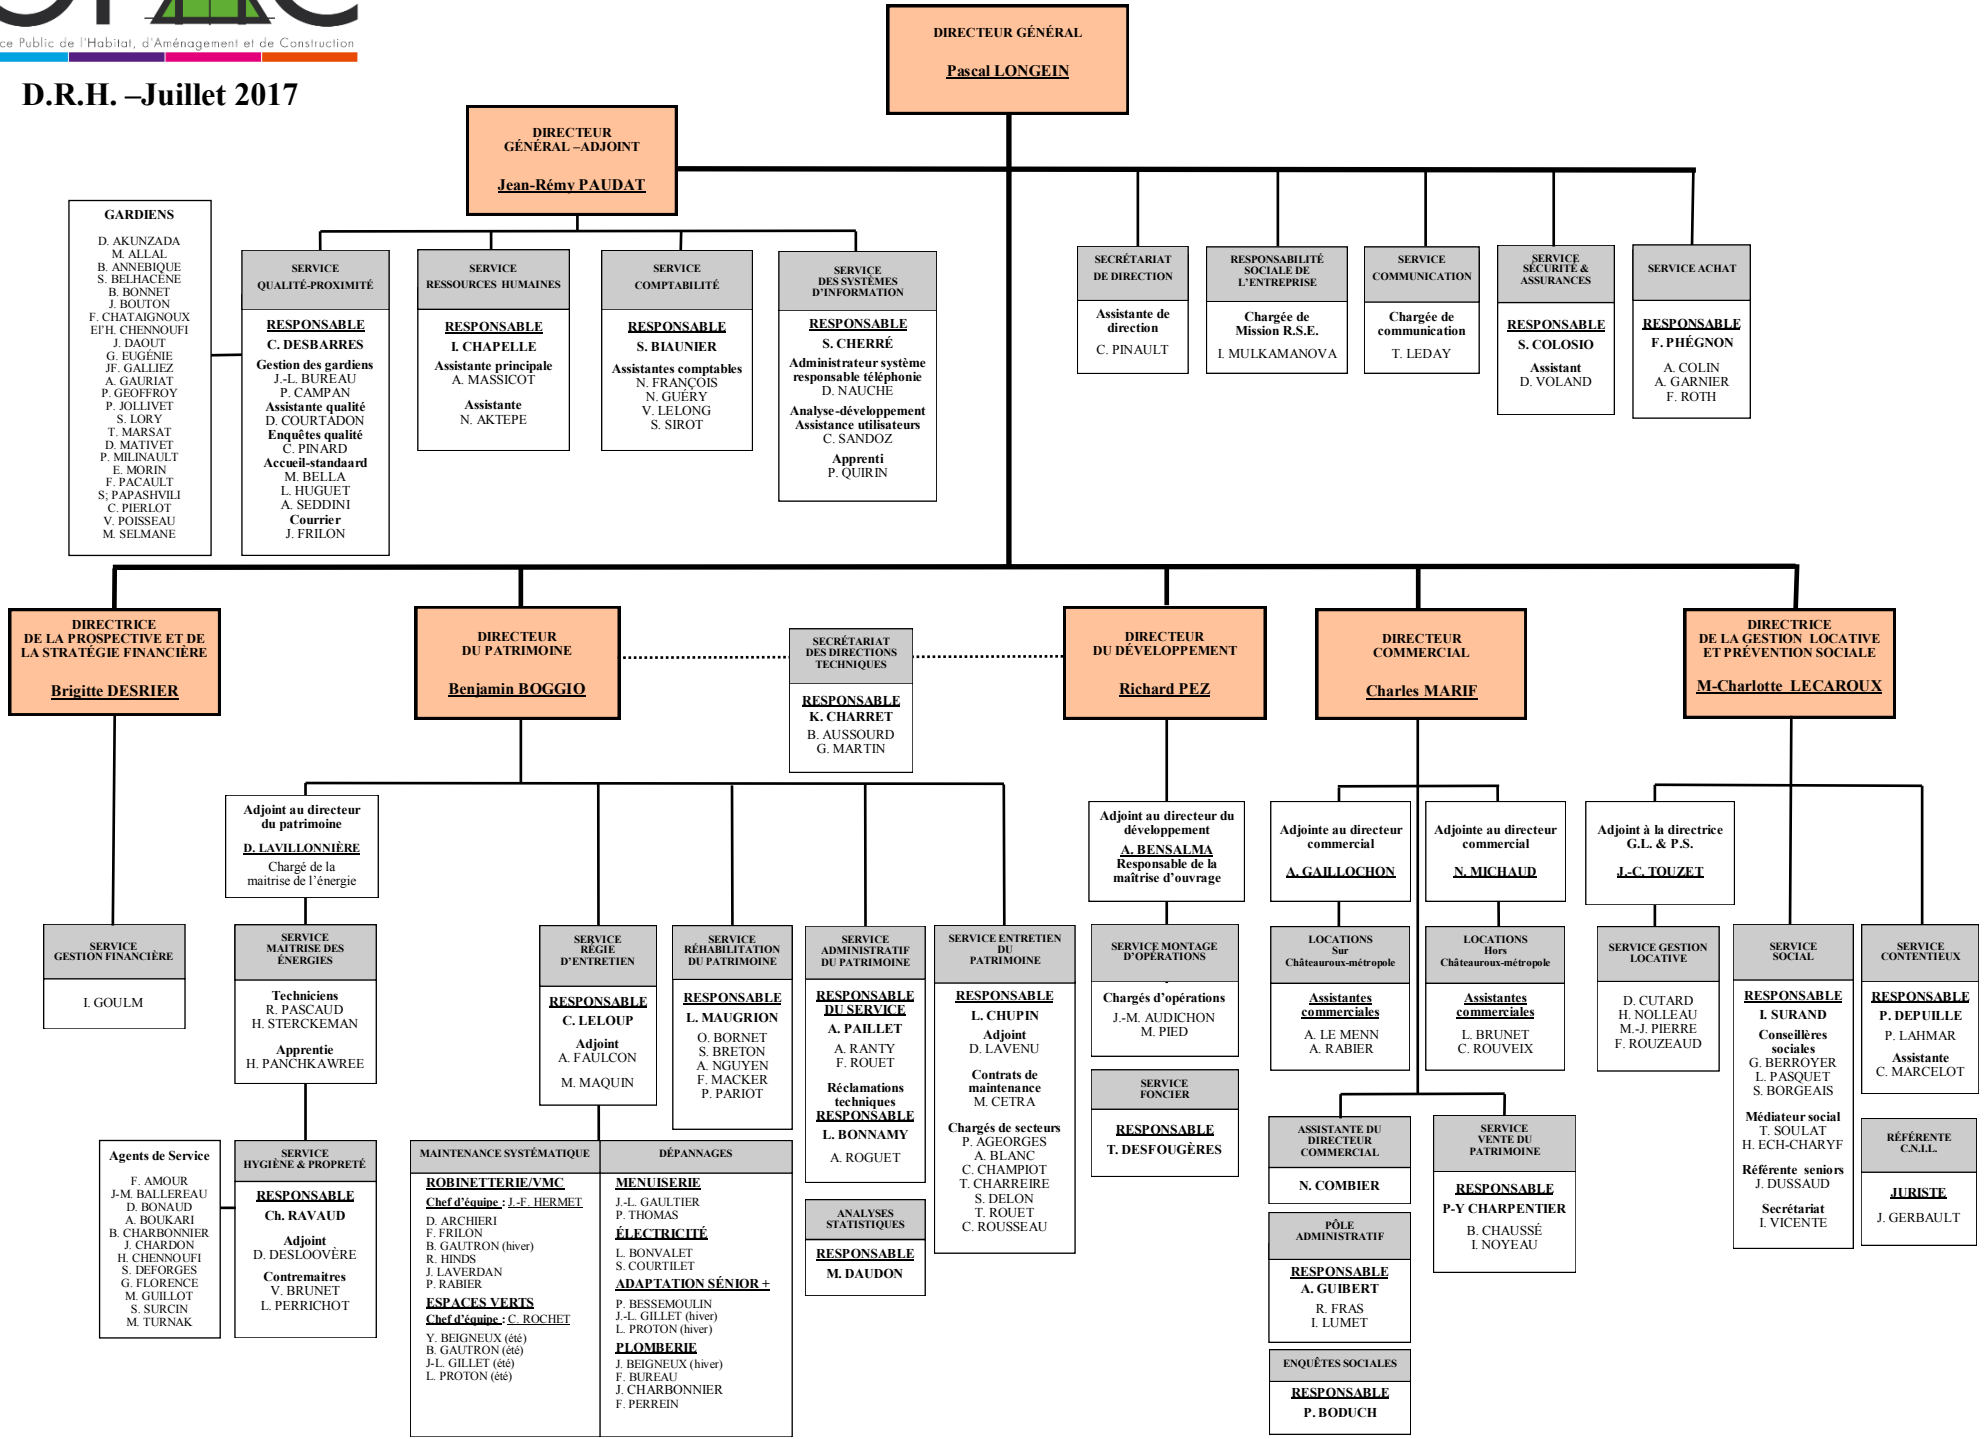 ce Public de l'Habitat, d'Aménagement et de Construction
D.R.H. –Juillet 2017
DIRECTEUR GÉNÉRAL
Pascal LONGEIN
DIRECTEUR
GÉNÉRAL –ADJOINT
Jean-Rémy PAUDAT
GARDIENS
D. AKUNZADA
M. ALLAL
B. ANNEBIQUE
S. BELHACÈNE
B. BONNET
J. BOUTON
F. CHATAIGNOUX
El'H. CHENNOUFI
J. DAOUT
G. EUGÉNIE
JF. GALLIEZ
A. GAURIAT
P. GEOFFROY
P. JOLLIVET
S. LORY
T. MARSAT
D. MATIVET
P. MILINAULT
E. MORIN
F. PACAULT
S; PAPASHVILI
C. PIERLOT
V. POISSEAU
M. SELMANE
SERVICE
QUALITÉ-PROXIMITÉ
RESPONSABLE
C. DESBARRES
Gestion des gardiens
J.-L. BUREAU
P. CAMPAN
Assistante qualité
D. COURTADON
Enquêtes qualité
C. PINARD
Accueil-standaard
M. BELLA
L. HUGUET
A. SEDDINI
Courrier
J. FRILON
SERVICE
RESSOURCES HUMAINES
RESPONSABLE
I. CHAPELLE
Assistante principale
A. MASSICOT
Assistante
N. AKTEPE
SERVICE
COMPTABILITÉ
RESPONSABLE
S. BIAUNIER
Assistantes comptables
N. FRANÇOIS
N. GUÉRY
V. LELONG
S. SIROT
SERVICE
DES SYSTÈMES
D'INFORMATION
RESPONSABLE
S. CHERRÉ
Administrateur système
responsable téléphonie
D. NAUCHE
Analyse-développement
Assistance utilisateurs
C. SANDOZ
Apprenti
P. QUIRIN
SECRÉTARIAT
DE DIRECTION
Assistante de
direction
C. PINAULT
RESPONSABILITÉ
SOCIALE DE
L'ENTREPRISE
Chargée de
Mission R.S.E.
I. MULKAMANOVA
SERVICE
COMMUNICATION
Chargée de
communication
T. LEDAY
SERVICE
SÉCURITÉ &
ASSURANCES
RESPONSABLE
S. COLOSIO
Assistant
D. VOLAND
SERVICE ACHAT
RESPONSABLE
F. PHÉGNON
A. COLIN
A. GARNIER
F. ROTH
DIRECTRICE
DE LA PROSPECTIVE ET DE
LA STRATÉGIE FINANCIÈRE
Brigitte DESRIER
DIRECTEUR
DU PATRIMOINE
Benjamin BOGGIO
SECRÉTARIAT
DES DIRECTIONS
TECHNIQUES
RESPONSABLE
K. CHARRET
B. AUSSOURD
G. MARTIN
DIRECTEUR
DU DÉVELOPPEMENT
Richard PEZ
DIRECTEUR
COMMERCIAL
Charles MARIF
DIRECTRICE
DE LA GESTION LOCATIVE
ET PRÉVENTION SOCIALE
M-Charlotte LECAROUX
Adjoint au directeur
du patrimoine
D. LAVILLONNIÈRE
Chargé de la
maitrise de l'énergie
Adjoint au directeur du
développement
A. BENSALMA
Responsable de la
maîtrise d'ouvrage
Adjointe au directeur
commercial
A. GAILLOCHON
Adjointe au directeur
commercial
N. MICHAUD
Adjoint à la directrice
G.L. & P.S.
J.-C. TOUZET
SERVICE
GESTION FINANCIÈRE
I. GOULM
SERVICE
MAITRISE DES
ÉNERGIES
Techniciens
R. PASCAUD
H. STERCKEMAN
Apprentie
H. PANCHKAWREE
SERVICE
RÉGIE
D'ENTRETIEN
RESPONSABLE
C. LELOUP
Adjoint
A. FAULCON
M. MAQUIN
SERVICE
RÉHABILITATION
DU PATRIMOINE
RESPONSABLE
L. MAUGRION
O. BORNET
S. BRETON
A. NGUYEN
F. MACKER
P. PARIOT
SERVICE
ADMINISTRATIF
DU PATRIMOINE
RESPONSABLE
DU SERVICE
A. PAILLET
A. RANTY
F. ROUET
Réclamations
techniques
RESPONSABLE
L. BONNAMY
A. ROGUET
SERVICE ENTRETIEN
DU
PATRIMOINE
RESPONSABLE
L. CHUPIN
Adjoint
D. LAVENU
Contrats de
maintenance
M. CETRA
Chargés de secteurs
P. AGEORGES
A. BLANC
C. CHAMPIOT
T. CHARREIRE
S. DELON
T. ROUET
C. ROUSSEAU
SERVICE MONTAGE
D'OPÉRATIONS
Chargés d'opérations
J.-M. AUDICHON
M. PIED
SERVICE
FONCIER
RESPONSABLE
T. DESFOUGÈRES
LOCATIONS
Sur
Châteauroux-métropole
Assistantes
commerciales
A. LE MENN
A. RABIER
LOCATIONS
Hors
Châteauroux-métropole
Assistantes
commerciales
L. BRUNET
C. ROUVEIX
SERVICE GESTION
LOCATIVE
D. CUTARD
H. NOLLEAU
M.-J. PIERRE
F. ROUZEAUD
SERVICE
SOCIAL
RESPONSABLE
I. SURAND
Conseillères
sociales
G. BERROYER
L. PASQUET
S. BORGEAIS
Médiateur social
T. SOULAT
H. ECH-CHARYF
Référente seniors
J. DUSSAUD
Secrétariat
I. VICENTE
SERVICE
CONTENTIEUX
RESPONSABLE
P. DEPUILLE
P. LAHMAR
Assistante
C. MARCELOT
RÉFÉRENTE
C.N.I.L.
JURISTE
J. GERBAULT
Agents de Service
F. AMOUR
J-M. BALLEREAU
D. BONAUD
A. BOUKARI
B. CHARBONNIER
J. CHARDON
H. CHENNOUFI
S. DEFORGES
G. FLORENCE
M. GUILLOT
S. SURCIN
M. TURNAK
SERVICE
HYGIÈNE & PROPRETÉ
RESPONSABLE
Ch. RAVAUD
Adjoint
D. DESLOOVÈRE
Contremaitres
V. BRUNET
L. PERRICHOT
MAINTENANCE SYSTÉMATIQUE
ROBINETTERIE/VMC
Chef d'équipe : J.-F. HERMET
D. ARCHIERI
F. FRILON
B. GAUTRON (hiver)
R. HINDS
J. LAVERDAN
P. RABIER
ESPACES VERTS
Chef d'équipe : C. ROCHET
Y. BEIGNEUX (été)
B. GAUTRON (été)
J-L. GILLET (été)
L. PROTON (été)
DÉPANNAGES
MENUISERIE
J.-L. GAULTIER
P. THOMAS
ÉLECTRICITÉ
L. BONVALET
S. COURTILET
ADAPTATION SÉNIOR +
P. BESSEMOULIN
J.-L. GILLET (hiver)
L. PROTON (hiver)
PLOMBERIE
J. BEIGNEUX (hiver)
F. BUREAU
J. CHARBONNIER
F. PERREIN
ANALYSES
STATISTIQUES
RESPONSABLE
M. DAUDON
ASSISTANTE DU
DIRECTEUR
COMMERCIAL
N. COMBIER
SERVICE
VENTE DU
PATRIMOINE
RESPONSABLE
P-Y CHARPENTIER
B. CHAUSSÉ
I. NOYEAU
PÔLE
ADMINISTRATIF
RESPONSABLE
A. GUIBERT
R. FRAS
I. LUMET
ENQUÊTES SOCIALES
RESPONSABLE
P. BODUCH